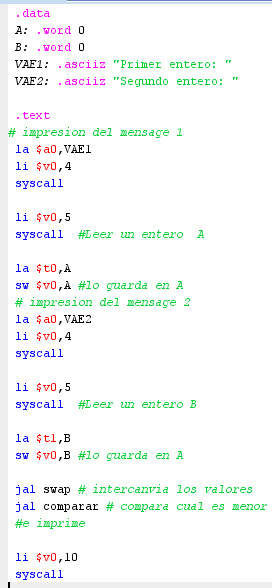 .data
A: .word 0
B: .word 0
VAE1: .asciiz "Primer entero: "
VAE2: .asciiz "Segundo entero: "
.text
# impresion del mensage 1
la $a0,VAE1
li $v0,4
syscall
li $v0,5
syscall #Leer un entero A
la $t0,A
sw $v0,A #lo guarda en A
# impresion del mensage 2
la $a0,VAE2
li $v0,4
syscall
li $v0,5
syscall #Leer un entero B
la $t1,B
sw $v0,B #lo guarda en A
jal swap # intercanvia los valores
jal comparar # compara cual es menor
#e imprime
li $v0,10
syscall